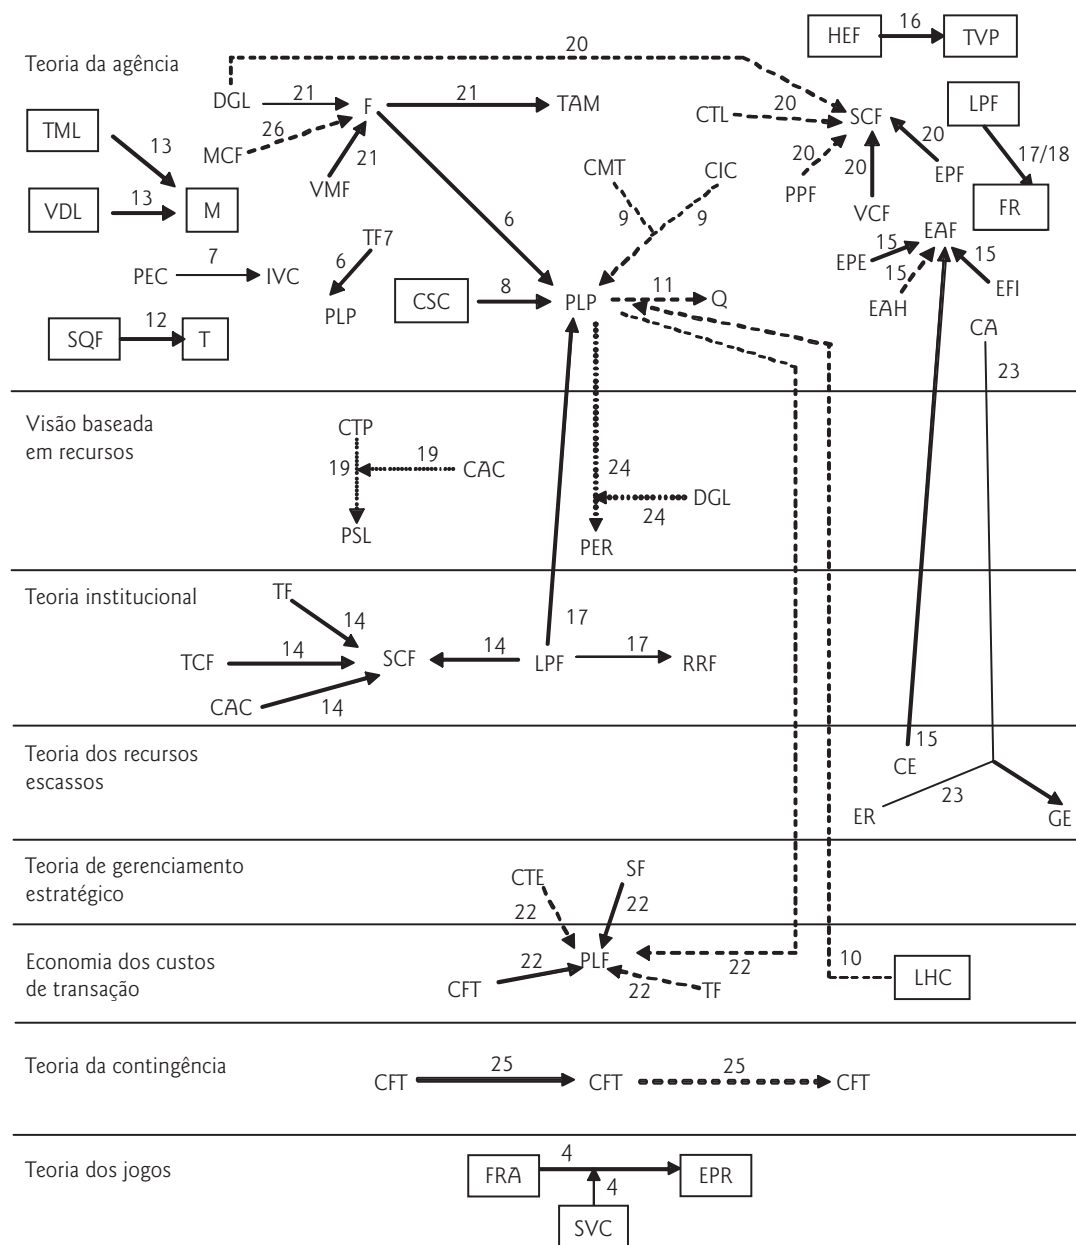 HEF
16
TVP
Teoria da agência
20
DGL
21
F
21
TAM
CTL
20
SCF
LPF
TML
13
MCF
26
VMF
21
CMT
CIC
20
PPF
20
VCF
20
EPF
17/18
FR
VDL
13
M
9
9
6
TF7
6
PLP
PEC
7
IVC
EAF
EPE
15
15
EAH
15
EFI
CSC
8
PLP
11
Q
SQF
12
T
CA
23
Visão baseada
em recursos
CTP
19
19
CAC
PSL
24
DGL
24
PER
Teoria institucional
TF
14
TCF
14
SCF
14
LPF
17
17
RRF
CAC
14
Teoria dos recursos
escassos
15
CE
ER
23
GE
Teoria de gerenciamento
estratégico
CTE
22
SF
22
Economia dos custos
de transação
PLF
CFT
22
22
TF
22
10
LHC
Teoria da contingência
CFT
25
CFT
25
CFT
Teoria dos jogos
FRA
4
EPR
4
SVC